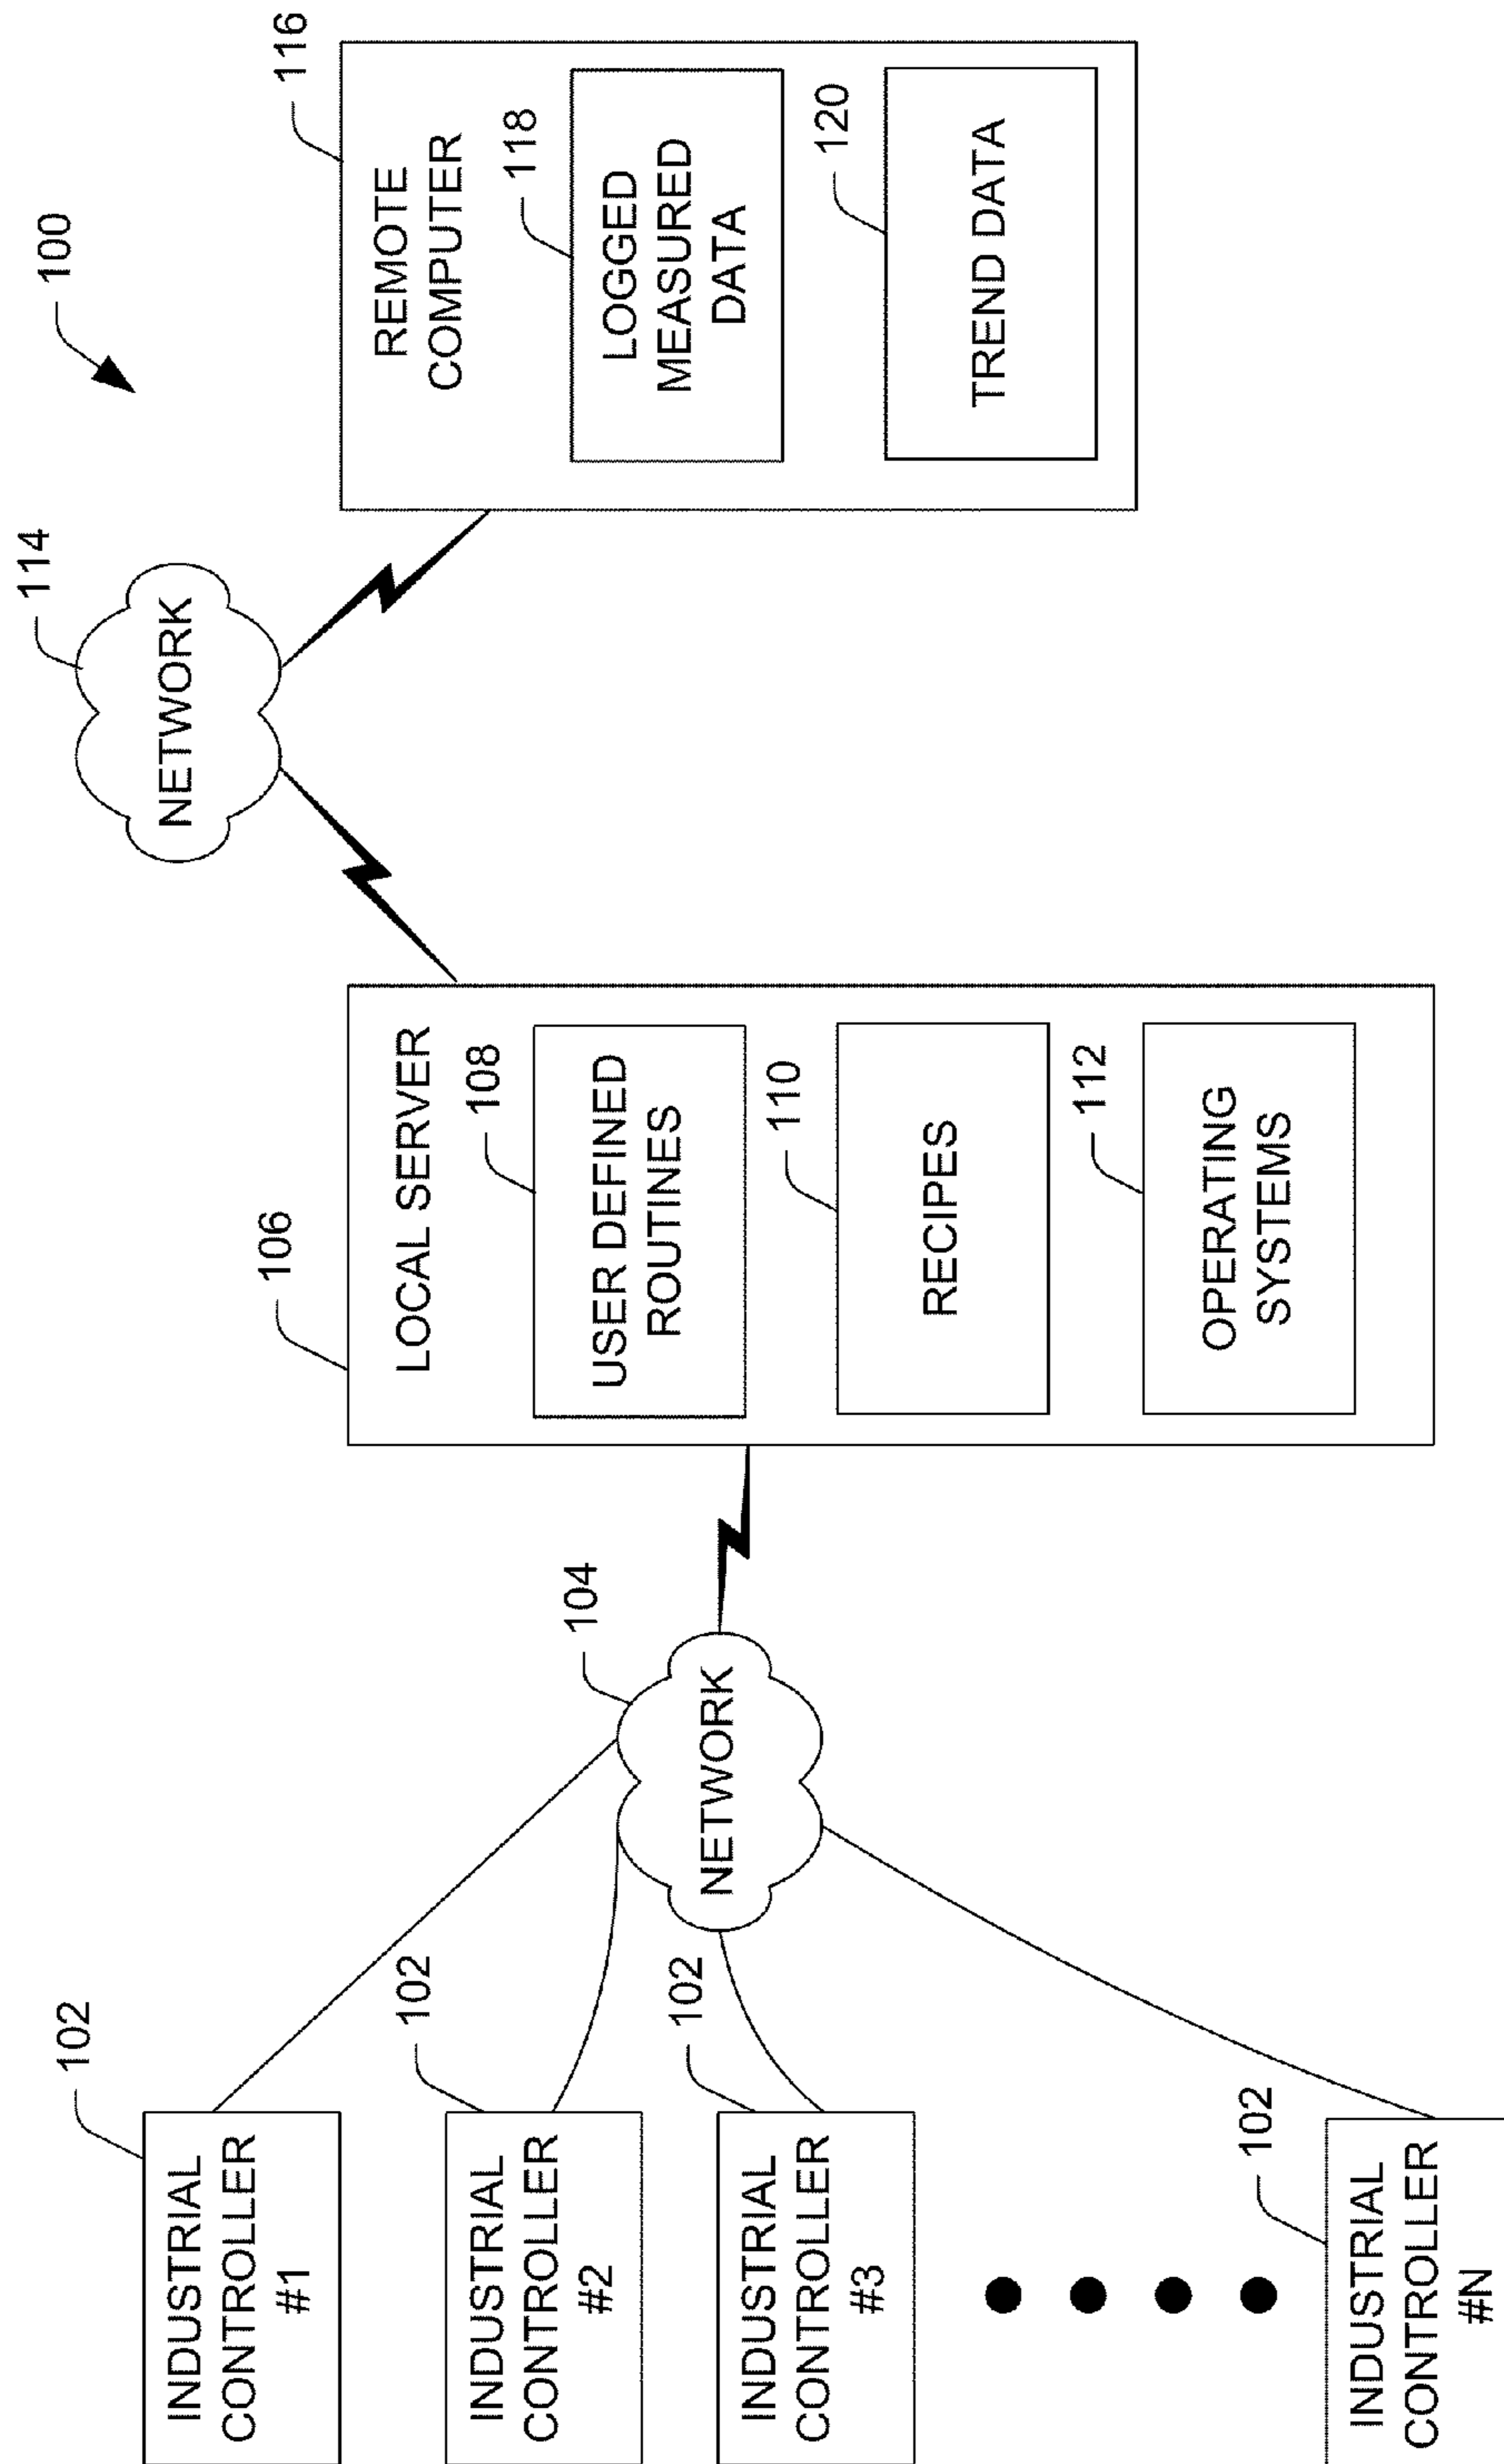 100
102
INDUSTRIAL
CONTROLLER
#1
102
INDUSTRIAL
CONTROLLER
#2
102
INDUSTRIAL
CONTROLLER
#3
102
INDUSTRIAL
CONTROLLER
#N
104
NETWORK
106
LOCAL SERVER
108
USER DEFINED
ROUTINES
110
RECIPES
112
OPERATING
SYSTEMS
114
NETWORK
116
REMOTE
COMPUTER
118
LOGGED
MEASURED
DATA
120
TREND DATA